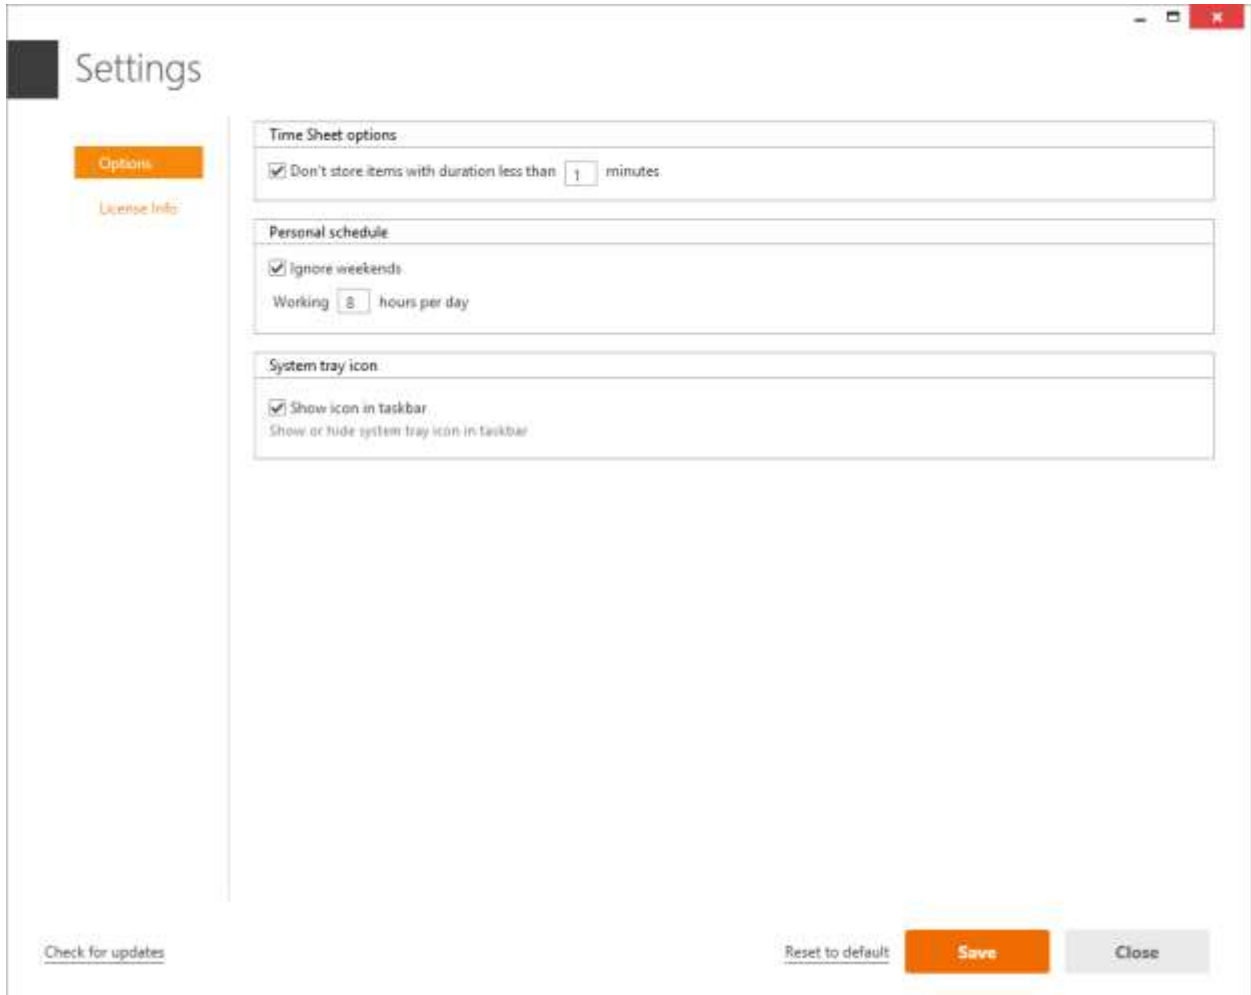 Settings
Options
License Info
Time Sheet options
Don't store items with duration less than 1 minutes
Personal schedule
Ignore weekends
Working 8 hours per day
System tray icon
Show icon in taskbar
Show or hide system tray icon in taskbar
Check for updates
Reset to default
Save
Close